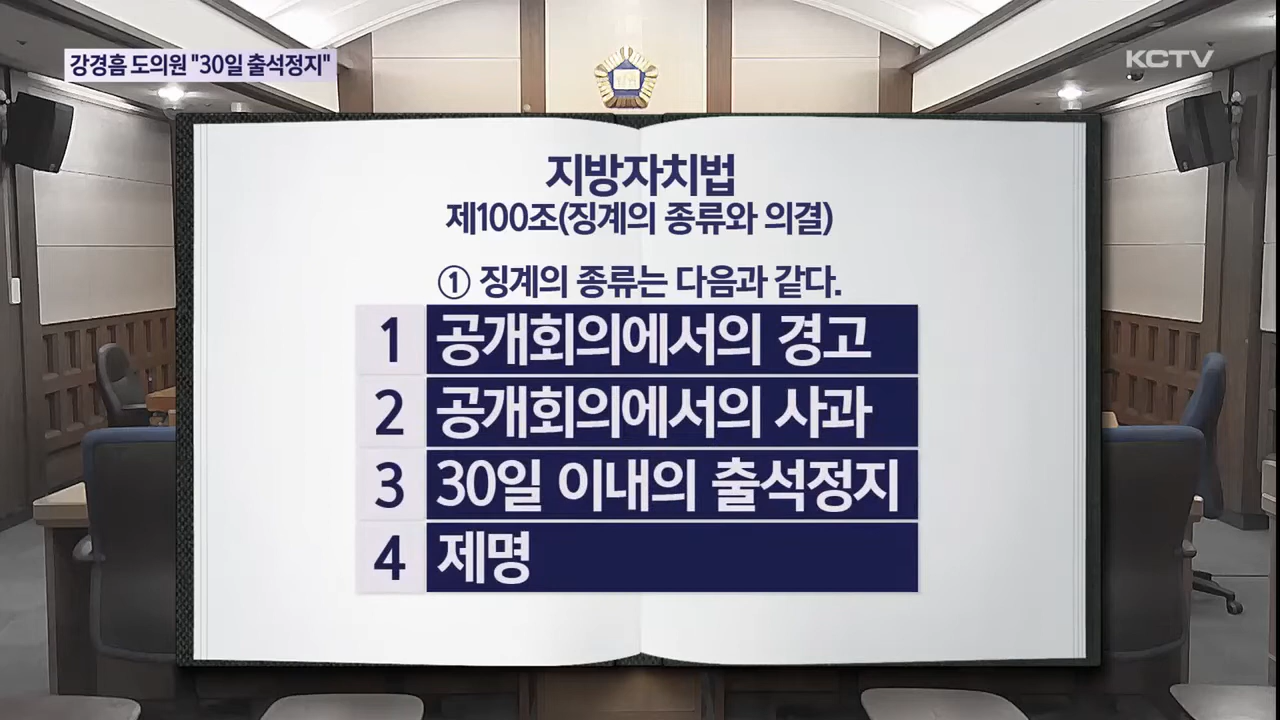 강경흠 도의원 "30일 출석정지"
KCTV
지방자치법
제100조(징계의 종류와 의결)
① 징계의 종류는 다음과 같다.
1 공개회의에서의 경고
2 공개회의에서의 사과
3 30일 이내의 출석정지
4 제명